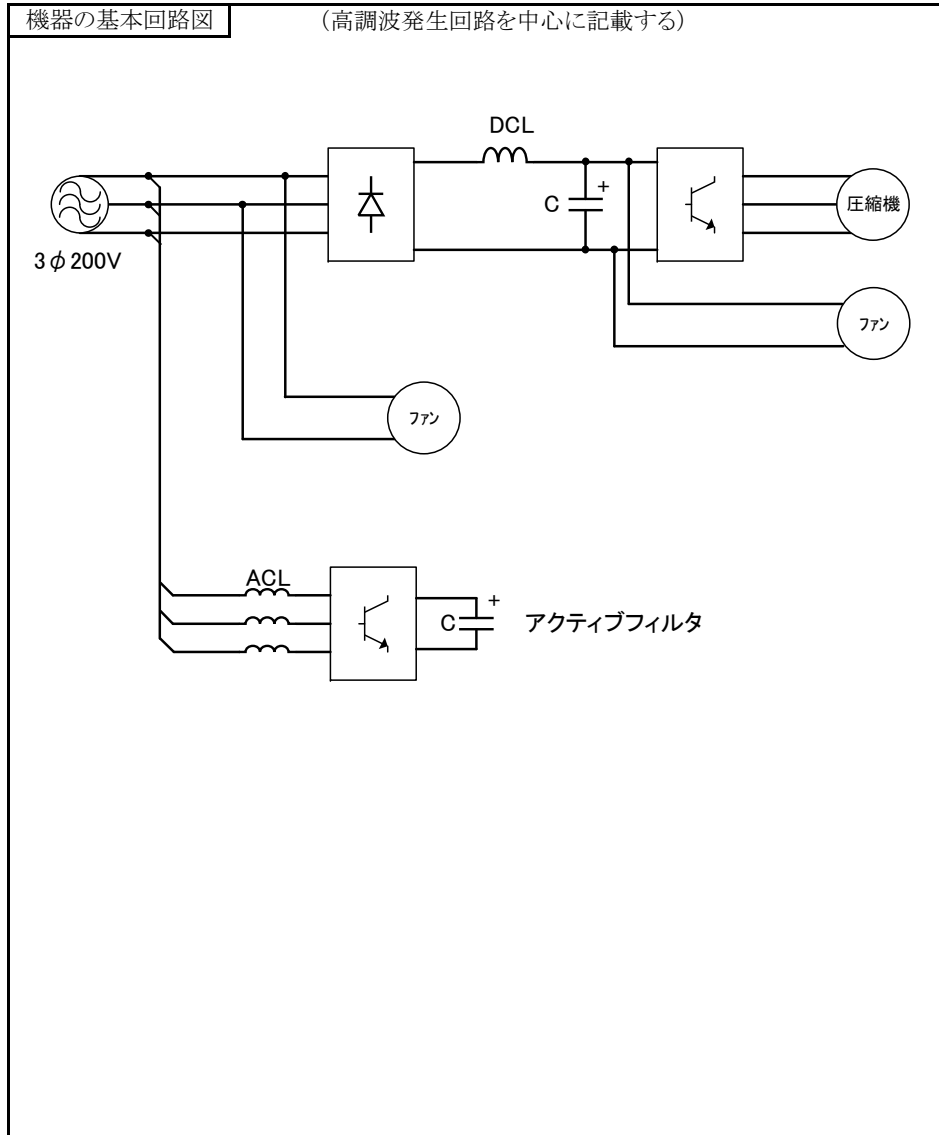 機器の基本回路図
(高調波発生回路を中心に記載する)
DCL
+
C
圧縮機
3φ200V
ファン
ファン
ACL
+
C
アクティブフィルタ